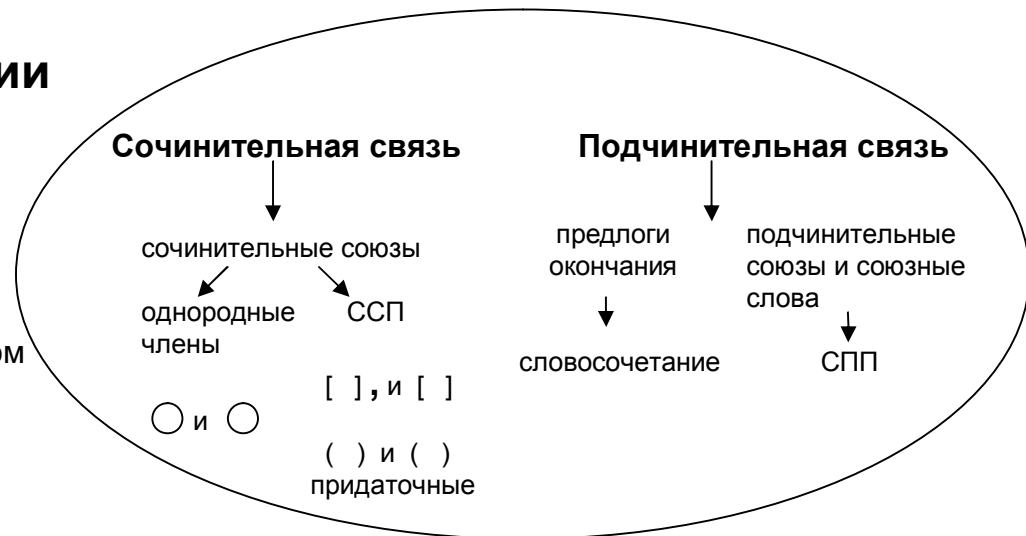 ии
Сочинительная связь
Подчинительная связь
сочинительные союзы
однородные
члены
ССП
[ ], и [ ]
и
( ) и ( )
придаточные
предлоги
окончания
словосочетание
подчинительные
союзы и союзные
слова
СПП
ом